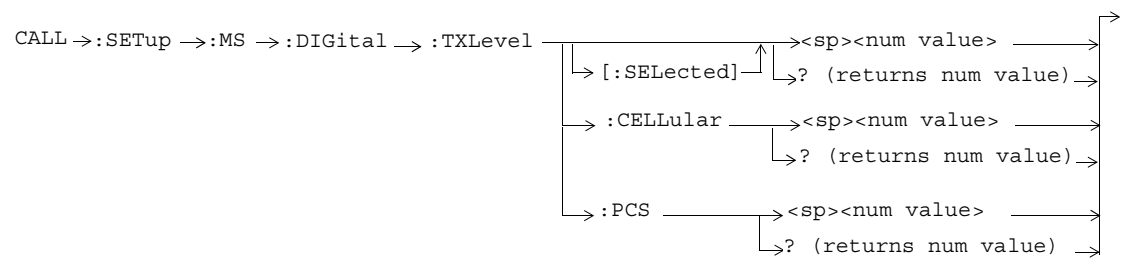 CALL :SETup :MS :DIGital :TXLevel <sp><num value>
[:SELected] ? (returns num value)
:CELLular <sp><num value>
? (returns num value)
:PCS <sp><num value>
? (returns num value)